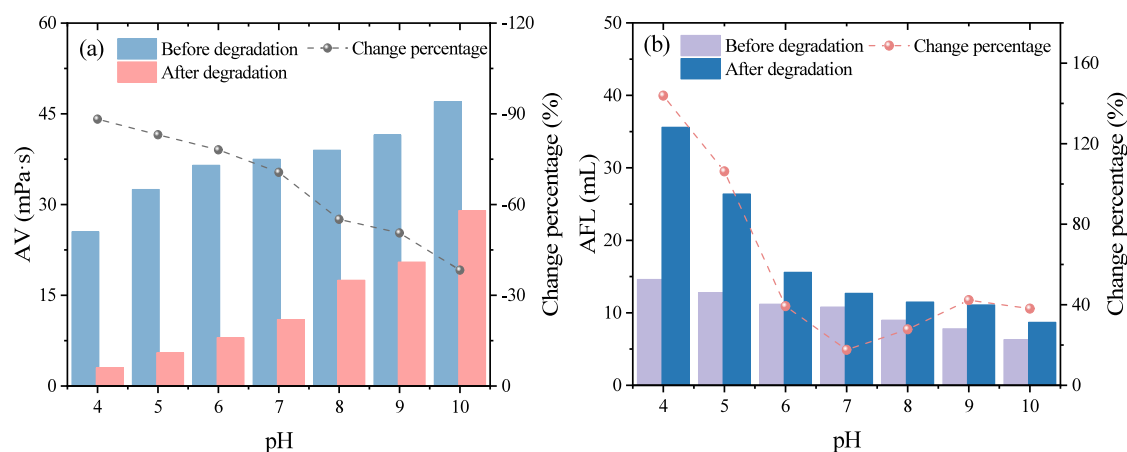 (a)
Before degradation
Change percentage
After degradation
AV (mPa·s)
60
45
30
15
0
-120
-90
-60
-30
-0
Change percentage (%)
4 5 6 7 8 9 10
pH
(b)
Before degradation
Change percentage
After degradation
AFL (mL)
50
40
30
20
10
0
160
120
80
40
0
Change percentage (%)
4 5 6 7 8 9 10
pH